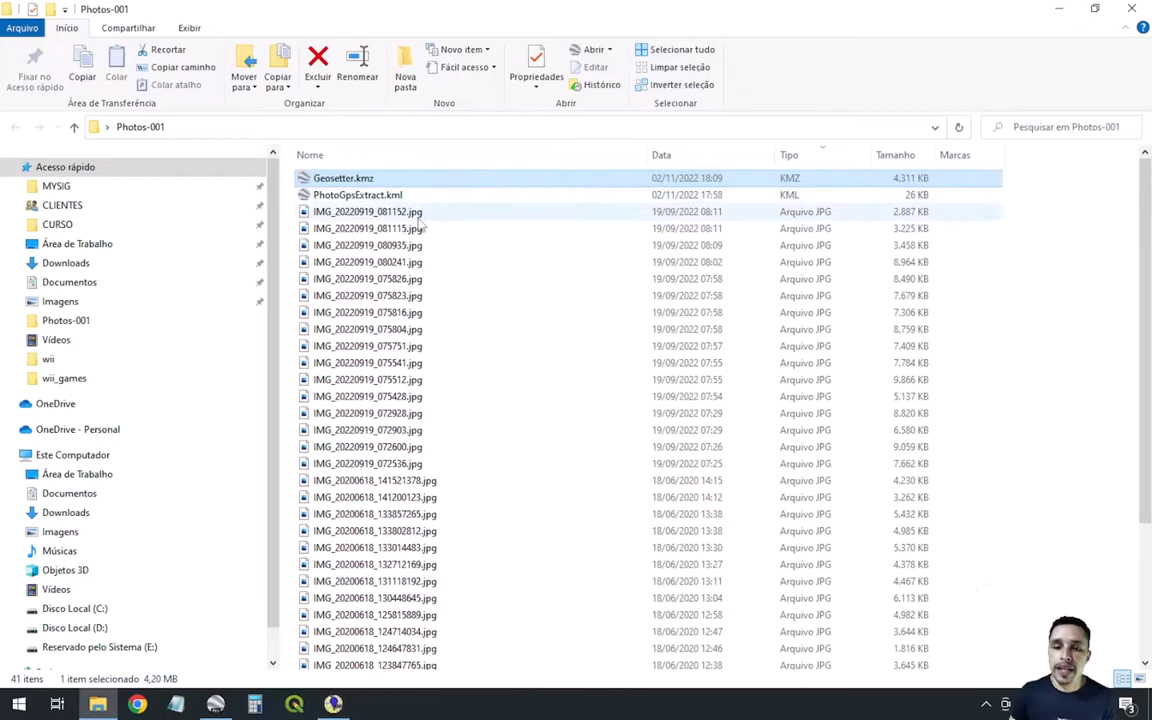 Photos-001
Arquivo Início Compartilhar Exibir
Fixar no Acesso rápido
Copiar
Colar
Recortar
Copiar caminho
Colar atalho
Área de Transferência
Mover para
Copiar para
Excluir
Renomear
Organizar
Nova pasta
Novo item
Fácil acesso
Novo
Propriedades
Abrir
Editar
Histórico
Abrir
Selecionar tudo
Limpar seleção
Inverter seleção
Selecionar
Photos-001
Pesquisar em Photos-001
Acesso rápido
MYSIG
CLIENTES
CURSO
Área de Trabalho
Downloads
Documentos
Imagens
Photos-001
Vídeos
wii
wii_games
OneDrive
OneDrive - Personal
Este Computador
Área de Trabalho
Documentos
Downloads
Imagens
Músicas
Objetos 3D
Vídeos
Disco Local (C:)
Disco Local (D:)
Reservado pelo Sistema (E:)
Nome Data Tipo Tamanho Marcas
Geosetter.kmz 02/11/2022 18:09 KMZ 4.311 KB
PhotoGpsExtract.kml 02/11/2022 17:58 KML 26 KB
IMG_20220919_081152.jpg 19/09/2022 08:11 Arquivo JPG 2.887 KB
IMG_20220919_081115.jpg 19/09/2022 08:11 Arquivo JPG 3.225 KB
IMG_20220919_080935.jpg 19/09/2022 08:09 Arquivo JPG 3.458 KB
IMG_20220919_080241.jpg 19/09/2022 08:02 Arquivo JPG 8.964 KB
IMG_20220919_075826.jpg 19/09/2022 07:58 Arquivo JPG 8.490 KB
IMG_20220919_075823.jpg 19/09/2022 07:58 Arquivo JPG 7.679 KB
IMG_20220919_075816.jpg 19/09/2022 07:58 Arquivo JPG 7.306 KB
IMG_20220919_075804.jpg 19/09/2022 07:58 Arquivo JPG 8.759 KB
IMG_20220919_075751.jpg 19/09/2022 07:57 Arquivo JPG 7.409 KB
IMG_20220919_075541.jpg 19/09/2022 07:55 Arquivo JPG 7.784 KB
IMG_20220919_075512.jpg 19/09/2022 07:55 Arquivo JPG 9.866 KB
IMG_20220919_075428.jpg 19/09/2022 07:54 Arquivo JPG 5.137 KB
IMG_20220919_072928.jpg 19/09/2022 07:29 Arquivo JPG 8.820 KB
IMG_20220919_072903.jpg 19/09/2022 07:29 Arquivo JPG 6.580 KB
IMG_20220919_072600.jpg 19/09/2022 07:26 Arquivo JPG 9.059 KB
IMG_20220919_072536.jpg 19/09/2022 07:25 Arquivo JPG 7.662 KB
IMG_20200618_141521378.jpg 18/06/2020 14:15 Arquivo JPG 4.230 KB
IMG_20200618_141200123.jpg 18/06/2020 14:12 Arquivo JPG 3.262 KB
IMG_20200618_133857265.jpg 18/06/2020 13:38 Arquivo JPG 5.432 KB
IMG_20200618_133802812.jpg 18/06/2020 13:38 Arquivo JPG 4.985 KB
IMG_20200618_133014483.jpg 18/06/2020 13:30 Arquivo JPG 5.370 KB
IMG_20200618_132712169.jpg 18/06/2020 13:27 Arquivo JPG 4.378 KB
IMG_20200618_131118192.jpg 18/06/2020 13:11 Arquivo JPG 4.467 KB
IMG_20200618_130448645.jpg 18/06/2020 13:04 Arquivo JPG 6.113 KB
IMG_20200618_125815889.jpg 18/06/2020 12:58 Arquivo JPG 4.982 KB
IMG_20200618_124714034.jpg 18/06/2020 12:47 Arquivo JPG 3.644 KB
IMG_20200618_124647831.jpg 18/06/2020 12:46 Arquivo JPG 1.816 KB
IMG_20200618_123847765.jpg 18/06/2020 12:38 Arquivo JPG 3.645 KB
41 itens 1 item selecionado 4,20 MB
3